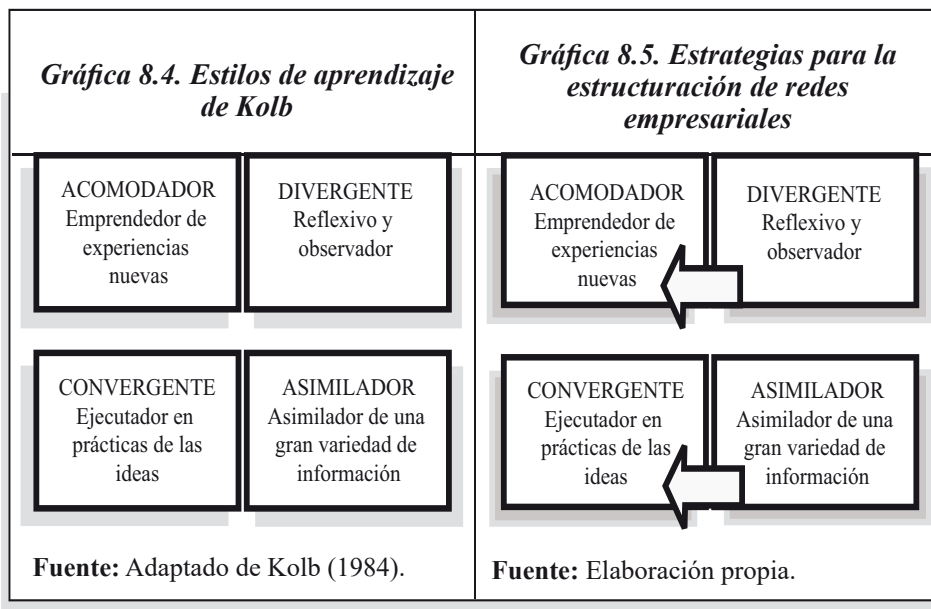 Gráfica 8.4. Estilos de aprendizaje
de Kolb
ACOMODADOR
Emprendedor de
experiencias
nuevas
DIVERGENTE
Reflexivo y
observador
CONVERGENTE
Ejecutador en
prácticas de las
ideas
ASIMILADOR
Asimilador de una
gran variedad de
información
Fuente: Adaptado de Kolb (1984).
Gráfica 8.5. Estrategias para la
estructuración de redes
empresariales
ACOMODADOR
Emprendedor de
experiencias
nuevas
DIVERGENTE
Reflexivo y
observador
CONVERGENTE
Ejecutador en
prácticas de las
ideas
ASIMILADOR
Asimilador de una
gran variedad de
información
Fuente: Elaboración propia.